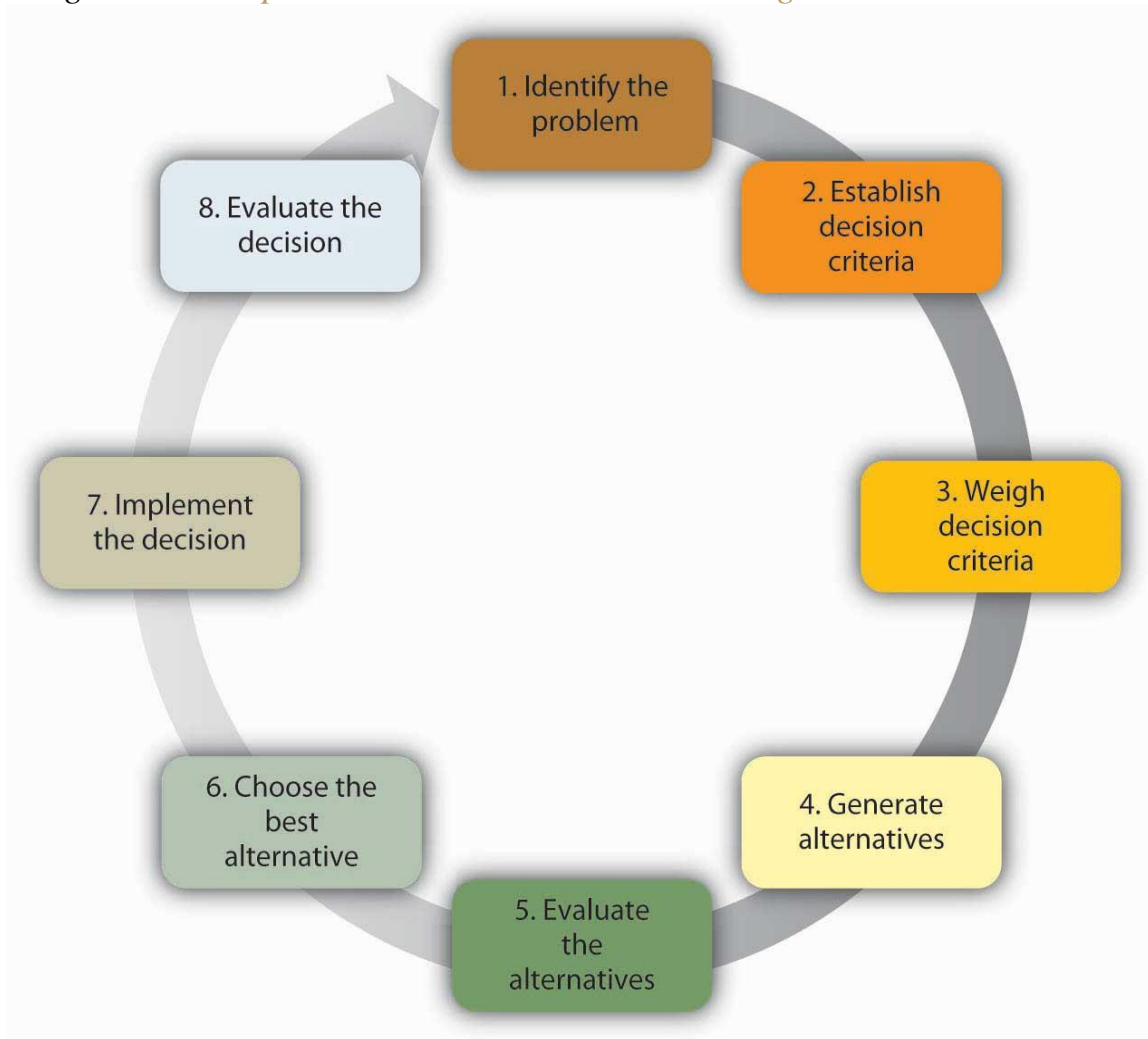 1. Identify the
problem
2. Establish
decision
criteria
3. Weigh
decision
criteria
4. Generate
alternatives
5. Evaluate
the
alternatives
6. Choose the
best
alternative
7. Implement
the decision
8. Evaluate the
decision